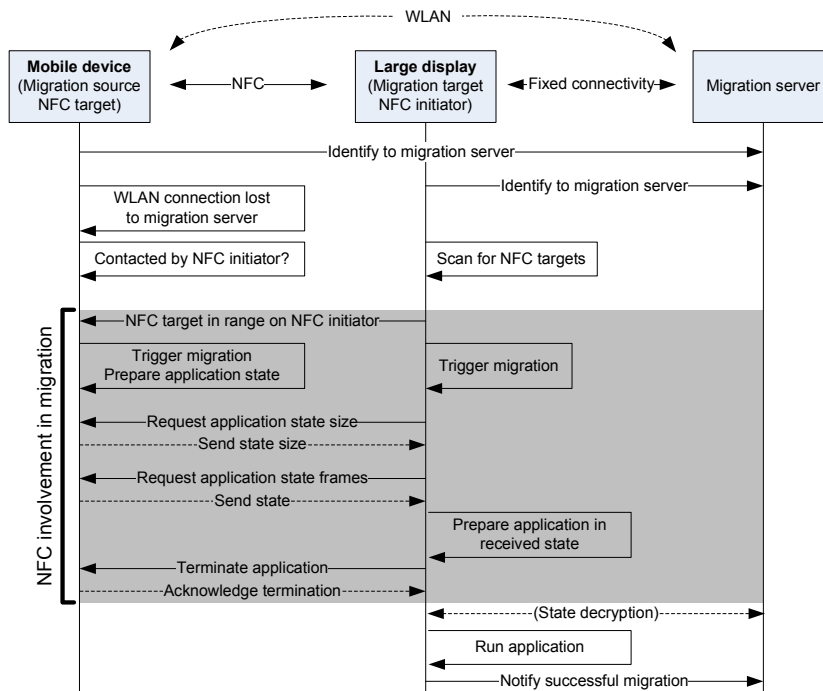 WLAN
Mobile device
(Migration source
NFC target)
NFC
Large display
(Migration target
NFC initiator)
Fixed connectivity
Migration server
Identify to migration server
WLAN connection lost
to migration server
Identify to migration server
Contacted by NFC initiator?
Scan for NFC targets
NFC involvement in migration
NFC target in range on NFC initiator
Trigger migration
Prepare application state
Trigger migration
Request application state size
Send state size
Request application state frames
Send state
Prepare application in
received state
Terminate application
Acknowledge termination
(State decryption)
Run application
Notify successful migration